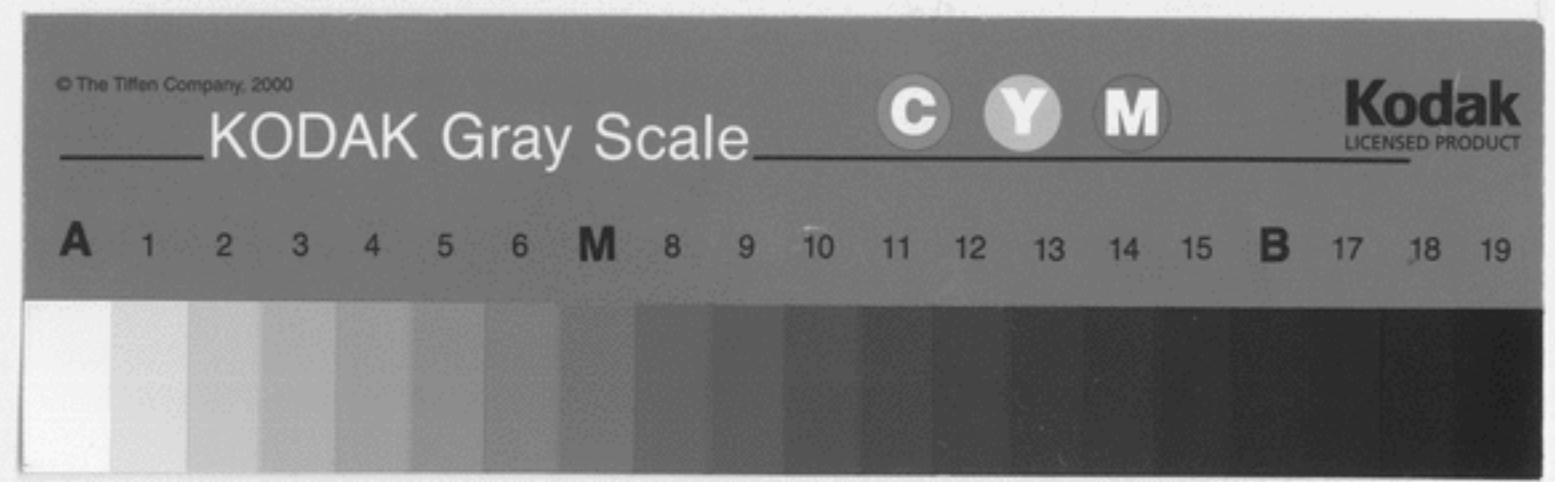 © The Tiffen Company, 2000
KODAK Gray Scale
C Y M
Kodak
LICENSED PRODUCT
A 1 2 3 4 5 6 M 8 9 10 11 12 13 14 15 B 17 18 19